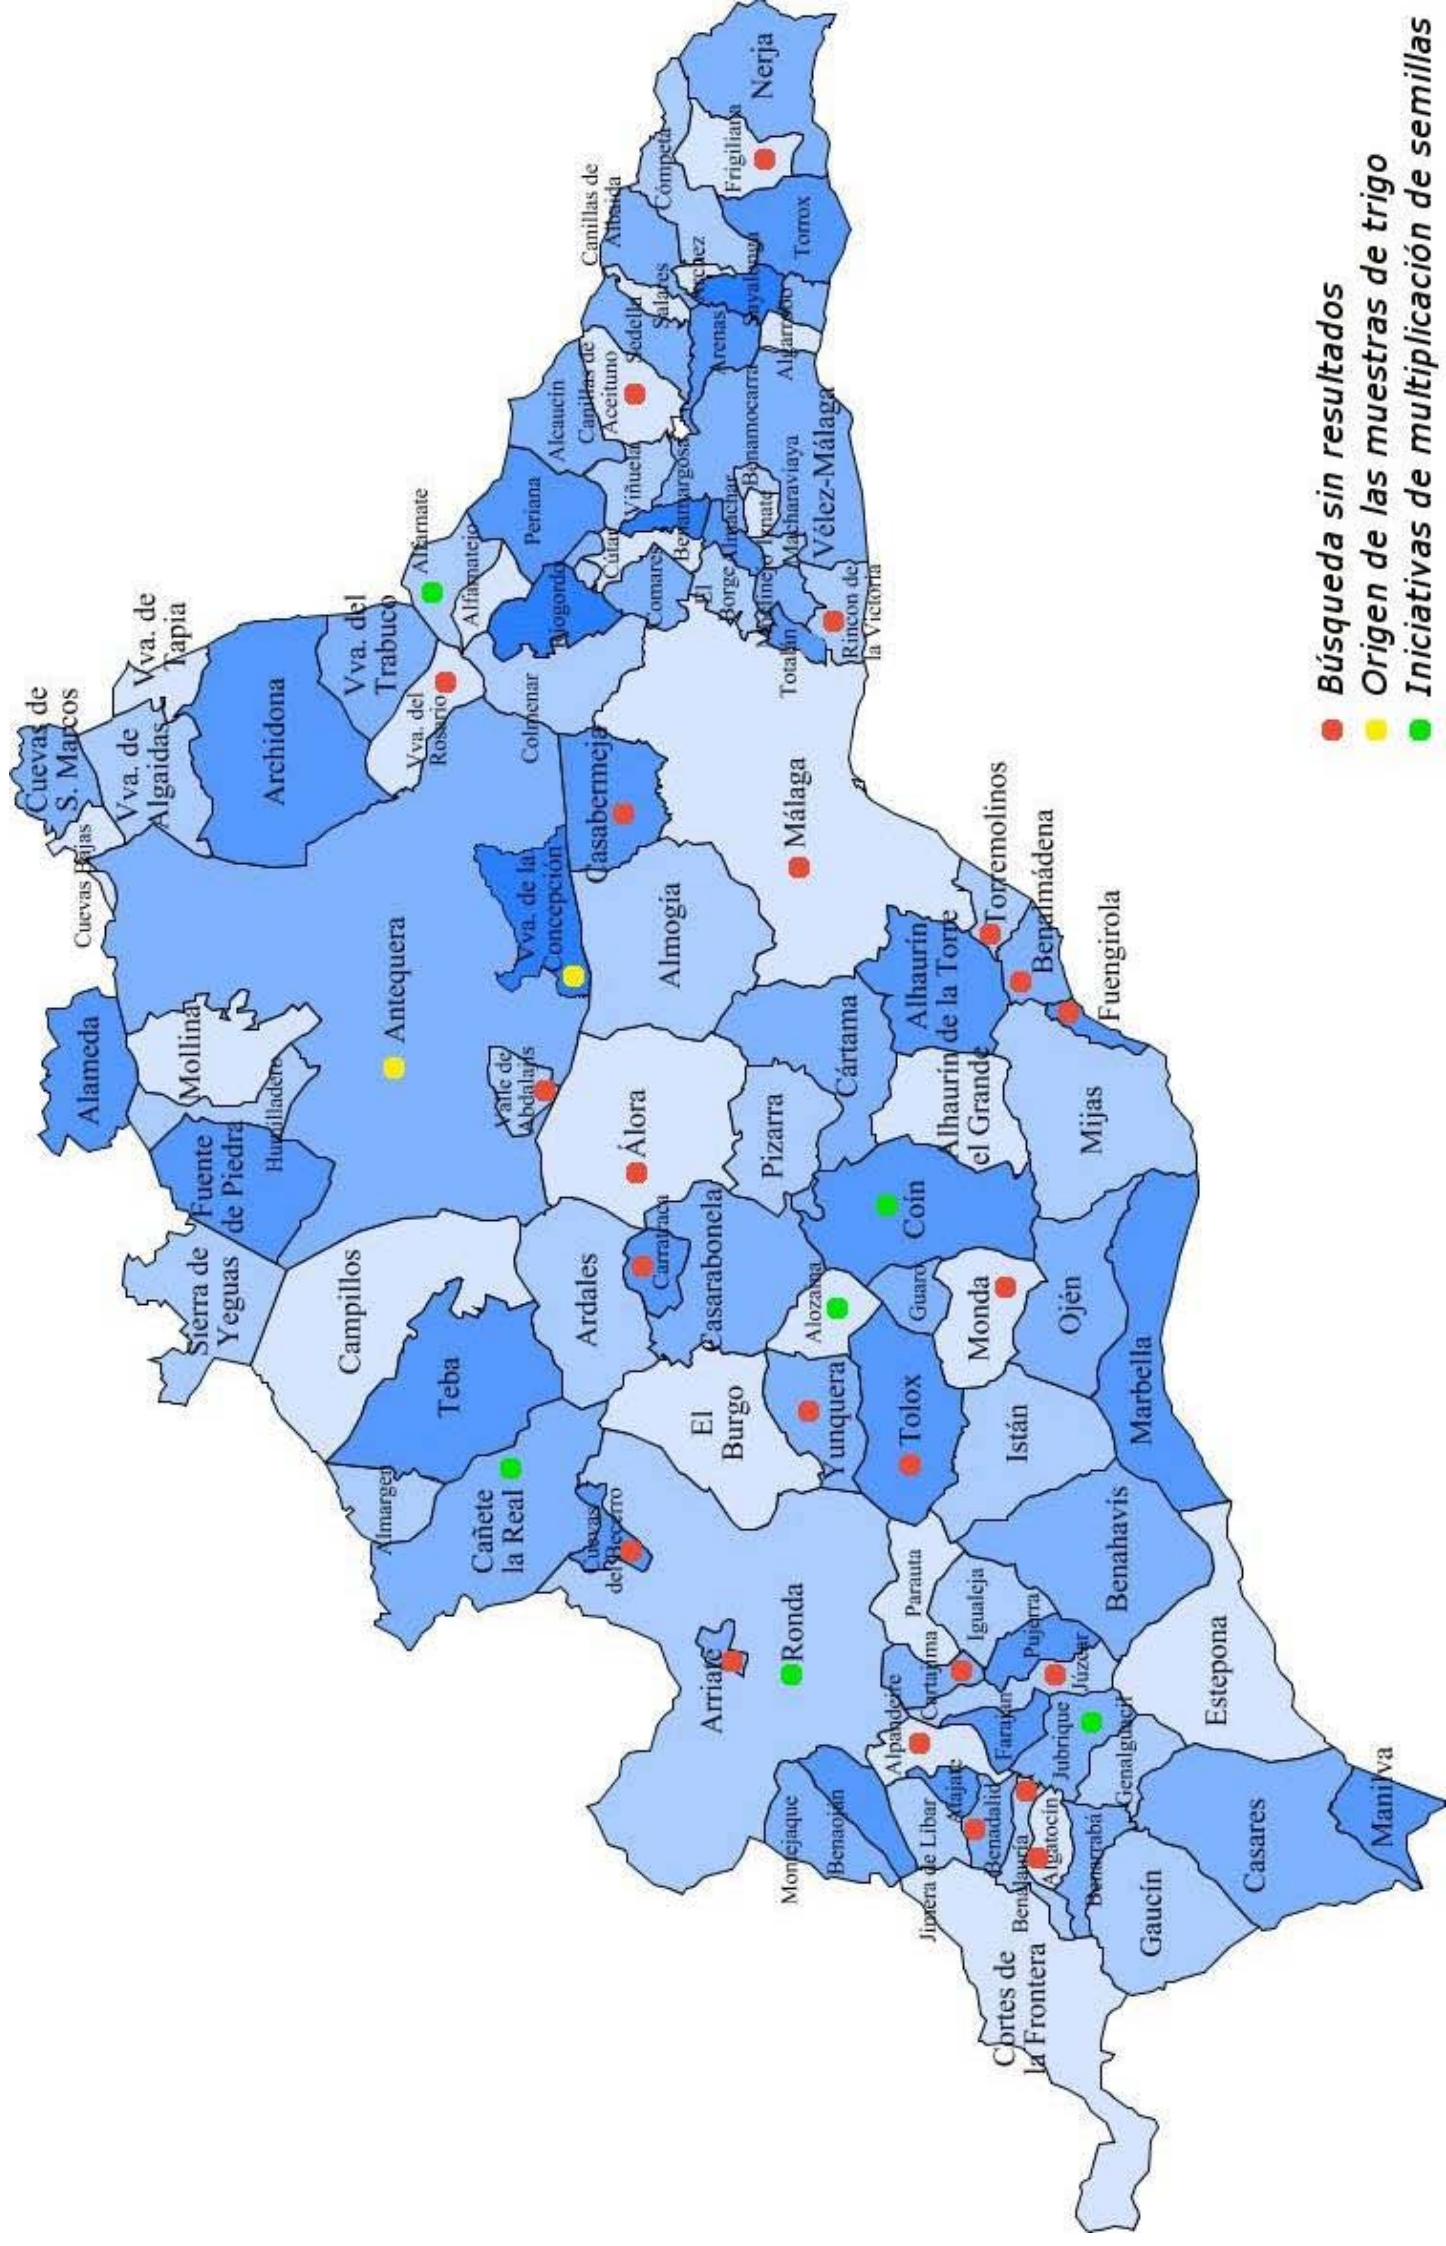 Cuevas de
S. Marcos
Cuevas Bajas
Vva. de
Algaidas
Vva. de
Tapia
Alameda
Mollina
Humilladero
Fuente
de Piedra
Sierra de
Yeguas
Archidona
Vva. del
Trabuco
Vva. del
Rosario
Antequera
Campillos
Teba
Almargen
Cañete
la Real
Alfarnate
Alfarnatejo
Periana
Riogordo
Colmenar
Casabermeja
Vva. de la
Concepción
Valle de
Abdalajís
Almogía
Álora
Ardales
Carratraca
Casarabonela
Pizarra
El
Burgo
Cuevas
del Becerro
Arriate
Ronda
Alcaucín
Canillas de
Aceituno
Sedella
Salares
Canillas de
Albaida
Cómpeta
Árchez
Frigiliana
Nerja
Torrox
Sayalonga
Algarrobo
Arenas
Viñuela
Benamargosa
Cútar
Comares
El
Borge
Almáchar
Benamocarra
Iznate
Macharaviaya
Moclinejo
Totalán
Vélez-Málaga
Rincón de
la Victoria
Málaga
Torremolinos
Benalmádena
Fuengirola
Alhaurín
de la Torre
Cártama
Alhaurín
el Grande
Mijas
Coín
Alozaina
Guaro
Monda
Ojén
Yunquera
Tolox
Istán
Marbella
Benahavís
Parauta
Igualeja
Cartajima
Pujerra
Júzcar
Alpandeire
Faraján
Jubrique
Genalguacil
Estepona
Montejaque
Benaoján
Jimera de Líbar
Atajate
Benadalid
Benalauría
Algatocín
Benarrabá
Gaucín
Casares
Manilva
Cortes de
la Frontera
Búsqueda sin resultados
Origen de las muestras de trigo
Iniciativas de multiplicación de semillas